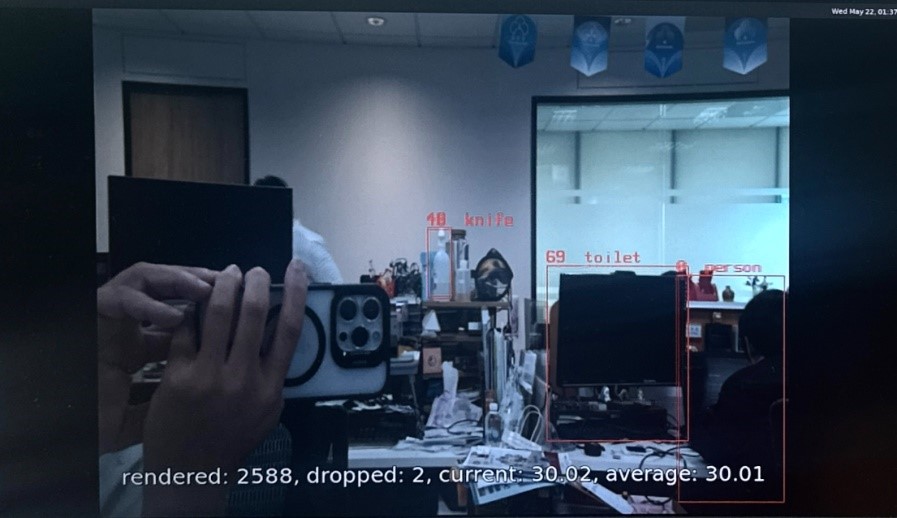 Wed May 22, 01:37
48 knife
69 toilet
0 person
rendered: 2588, dropped: 2, current: 30.02, average: 30.01